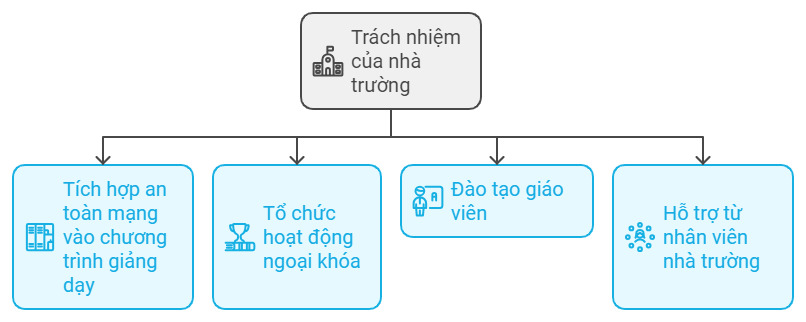 Trách nhiệm
của nhà
trường
Tích hợp an
toàn mạng
vào chương
trình giảng
dạy
Tổ chức
hoạt động
ngoại khóa
Đào tạo giáo
viên
Hỗ trợ từ
nhân viên
nhà trường